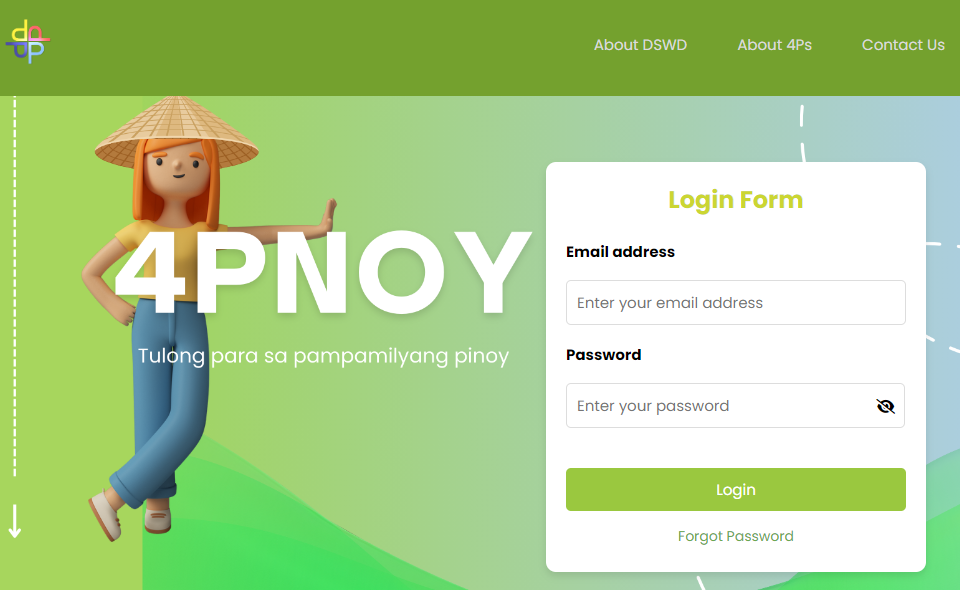 About DSWD
About 4Ps
Contact Us
4PNOY
Tulong para sa pampamilyang pinoy
Login Form
Email address
Enter your email address
Password
Enter your password
Login
Forgot Password